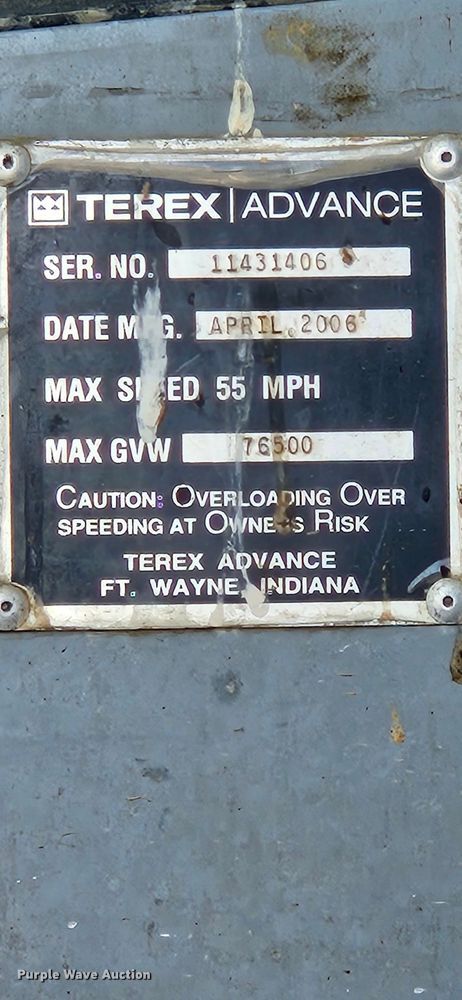 TEREX | ADVANCE
SER. NO. 11431406
DATE MFG. APRIL 2006
MAX SPEED 55 MPH
MAX GVW 76500
CAUTION: OVERLOADING OVER
SPEEDING AT OWNERS RISK
TEREX ADVANCE
FT. WAYNE, INDIANA
Purple Wave Auction